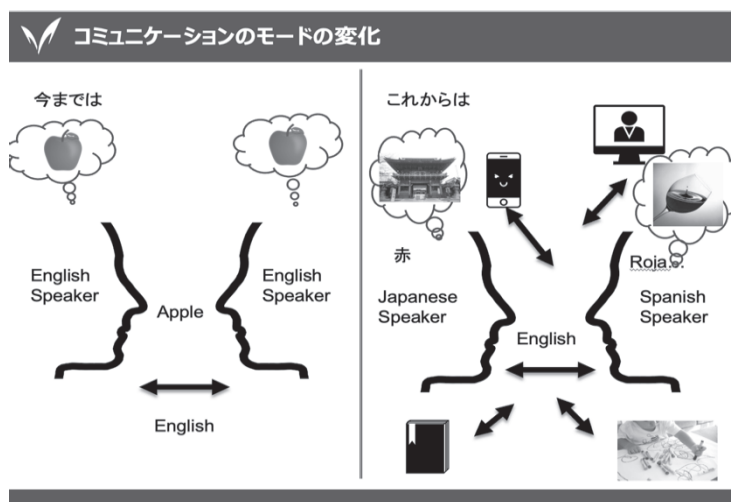 コミュニケーションのモードの変化
今までは
English
Speaker
Apple
English
Speaker
English
これからは
赤
Japanese
Speaker
English
Roja...
Spanish
Speaker